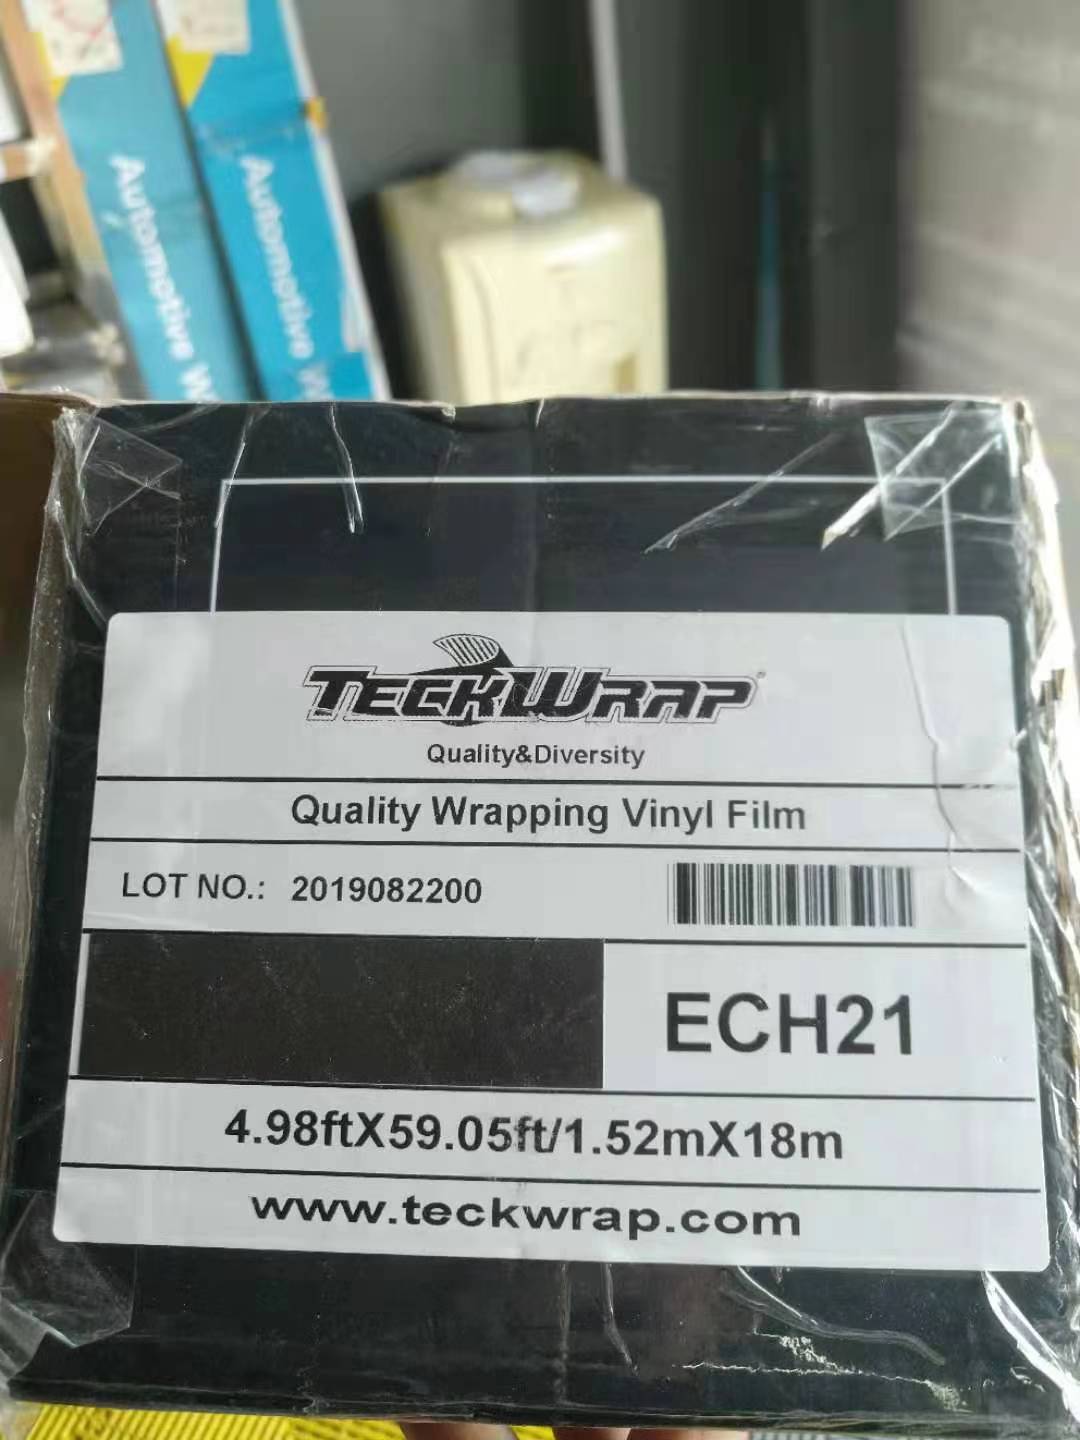 Automotive
Automotive
TECKWRAP
Quality&Diversity
Quality Wrapping Vinyl Film
LOT NO.: 2019082200
ECH21
4.98ftX59.05ft/1.52mX18m
www.teckwrap.com